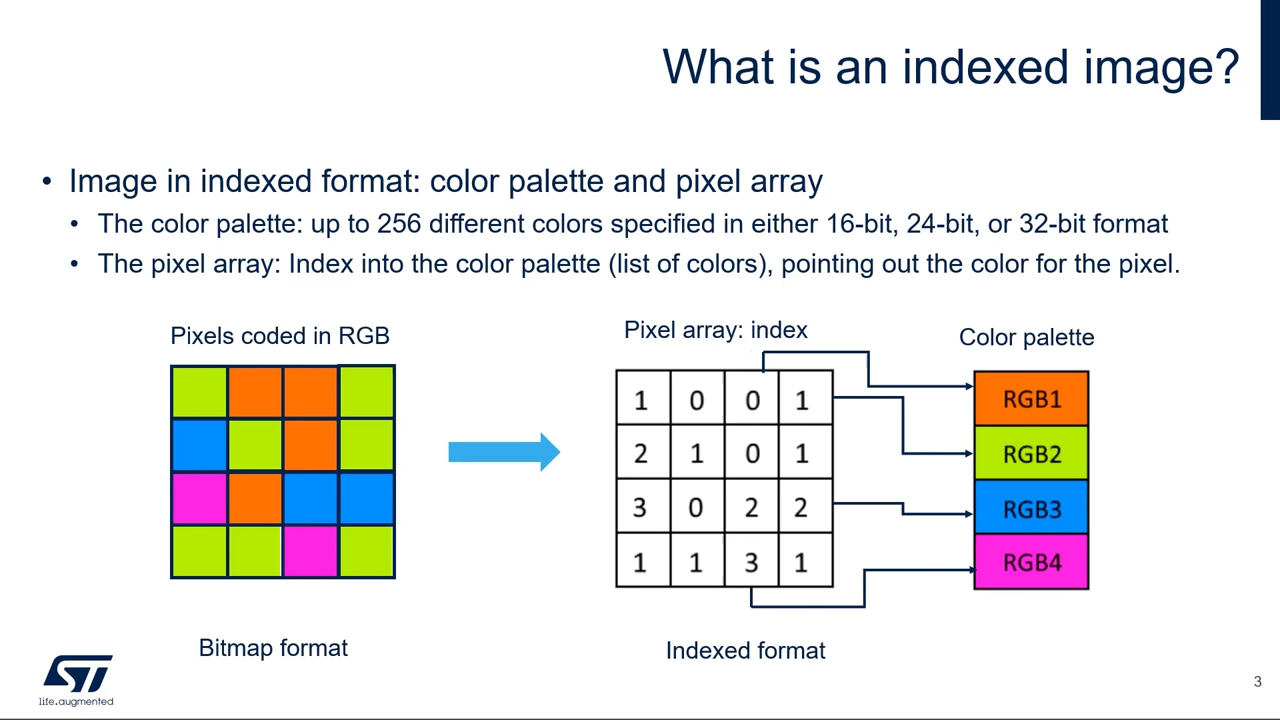 What is an indexed image?
• Image in indexed format: color palette and pixel array
• The color palette: up to 256 different colors specified in either 16-bit, 24-bit, or 32-bit format
• The pixel array: Index into the color palette (list of colors), pointing out the color for the pixel.
Pixels coded in RGB
Pixel array: index
Color palette
1 0 0 1
2 1 0 1
3 0 2 2
1 1 3 1
RGB1
RGB2
RGB3
RGB4
Bitmap format
Indexed format
ST
life.augmented
3